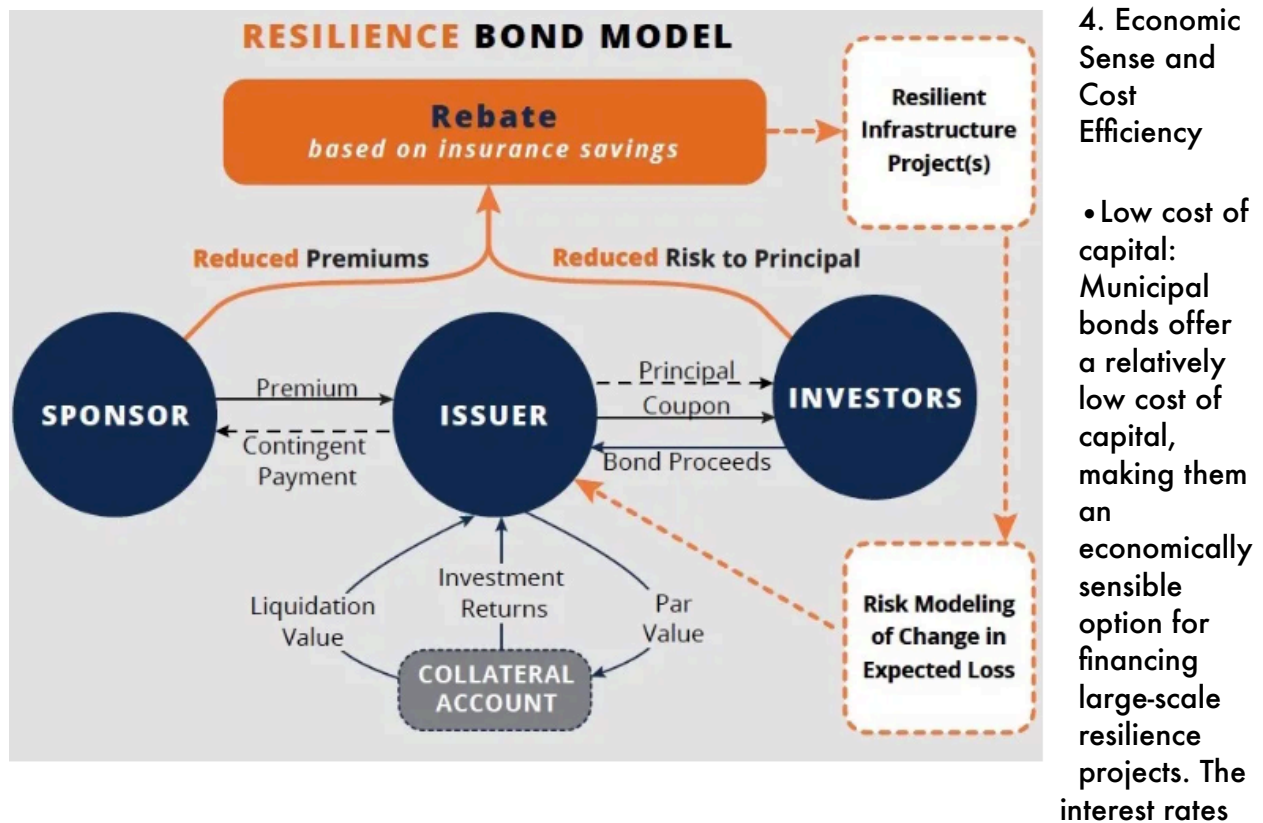 RESILIENCE BOND MODEL
Rebate
based on insurance savings
Resilient
Infrastructure
Project(s)
Reduced Premiums
Reduced Risk to Principal
SPONSOR
Premium
Contingent
Payment
ISSUER
Principal
Coupon
Bond Proceeds
INVESTORS
Liquidation
Value
Investment
Returns
Par
Value
COLLATERAL
ACCOUNT
Risk Modeling
of Change in
Expected Loss
4. Economic
Sense and
Cost
Efficiency
•Low cost of
capital:
Municipal
bonds offer
a relatively
low cost of
capital,
making them
an
economically
sensible
option for
financing
large-scale
resilience
projects. The
interest rates